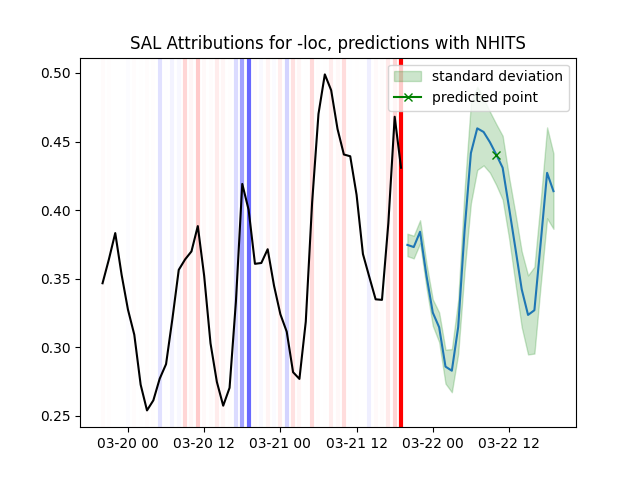 SAL Attributions for -loc, predictions with NHITS
standard deviation
predicted point
0.50
0.45
0.40
0.35
0.30
0.25
03-20 00 03-20 12 03-21 00 03-21 12 03-22 00 03-22 12